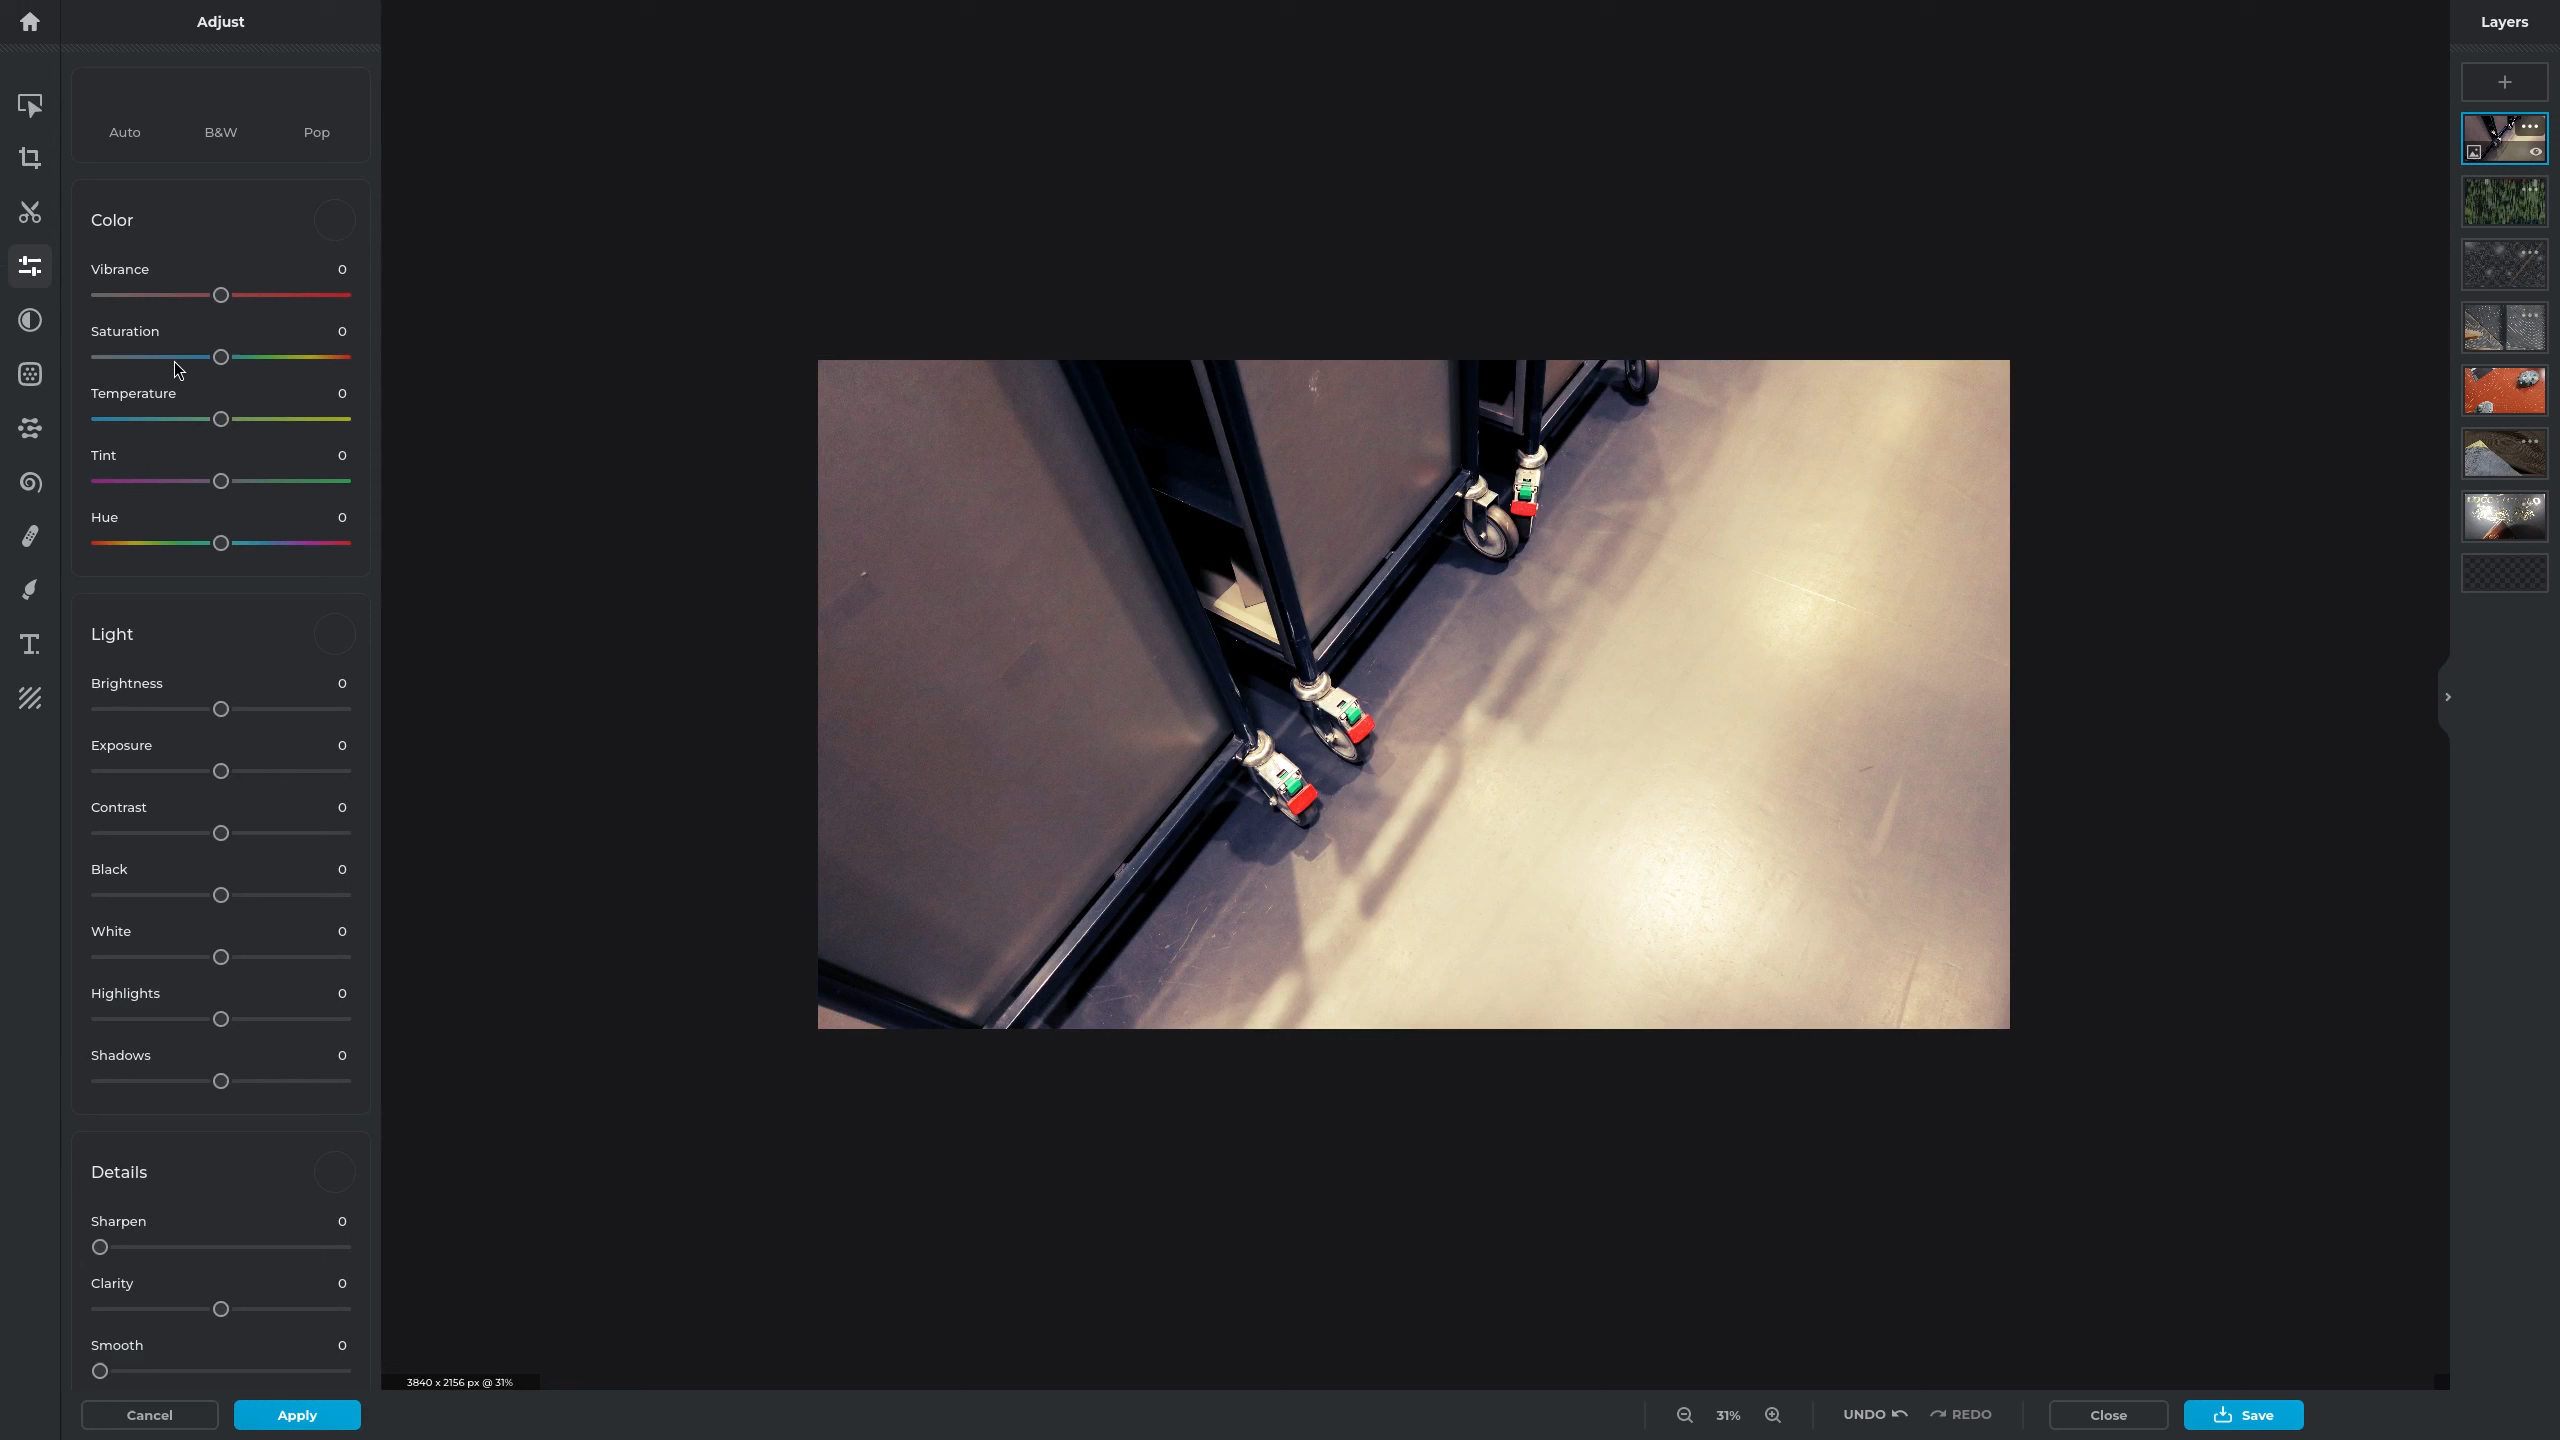 Adjust
Layers
Auto
B&W
Pop
Color
Vibrance 0
Saturation 0
Temperature 0
Tint 0
Hue 0
Light
Brightness 0
Exposure 0
Contrast 0
Black 0
White 0
Highlights 0
Shadows 0
Details
Sharpen 0
Clarity 0
Smooth 0
3840 x 2156 px @ 31%
Cancel
Apply
31%
UNDO
REDO
Close
Save